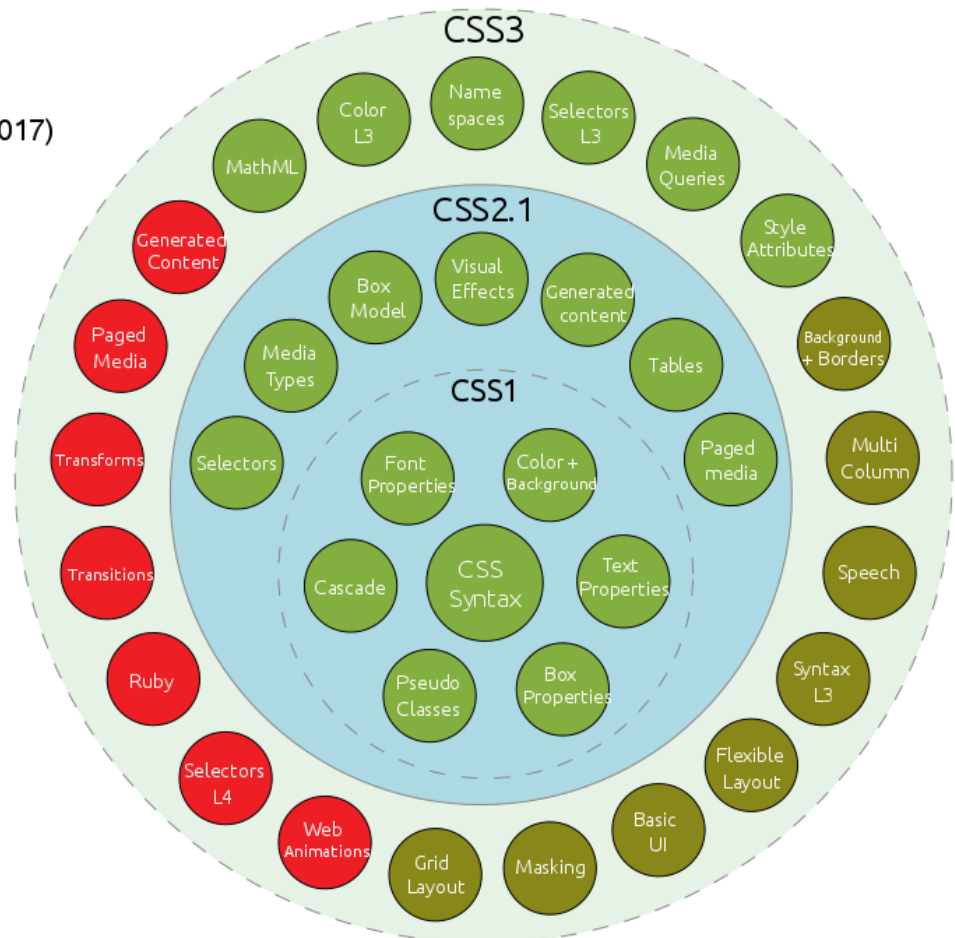 CSS3
017)
Name
spaces
Color
L3
Selectors
L3
MathML
Media
Queries
Style
Attributes
Generated
Content
Background
+ Borders
Paged
Media
Multi
Column
Transforms
Speech
Transitions
Syntax
L3
Ruby
Flexible
Layout
Selectors
L4
Basic
UI
Web
Animations
Masking
Grid
Layout
CSS2.1
Visual
Effects
Box
Model
Generated
content
Media
Types
Tables
Selectors
Paged
media
CSS1
Font
Properties
Color +
Background
Cascade
CSS
Syntax
Text
Properties
Pseudo
Classes
Box
Properties